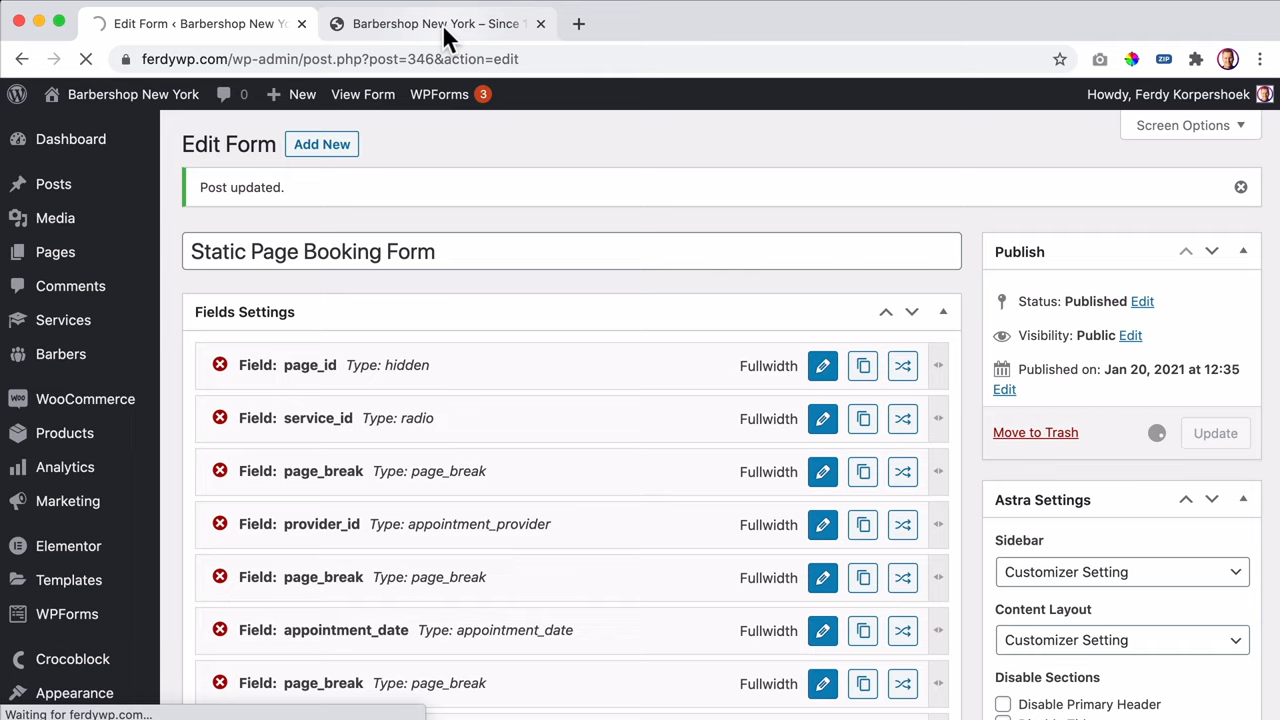 Edit Form ‹ Barbershop New Yo
Barbershop New York – Since 1
ferdywp.com/wp-admin/post.php?post=346&action=edit
ZIP
Barbershop New York 0 New View Form WPForms 3
Howdy, Ferdy Korpershoek
Dashboard
Posts
Media
Pages
Comments
Services
Barbers
WooCommerce
Products
Analytics
Marketing
Elementor
Templates
WPForms
Crocoblock
Appearance
Waiting for ferdywp.com...
Screen Options
Edit Form Add New
Post updated.
Static Page Booking Form
Fields Settings
Field: page_id Type: hidden Fullwidth
Field: service_id Type: radio Fullwidth
Field: page_break Type: page_break Fullwidth
Field: provider_id Type: appointment_provider Fullwidth
Field: page_break Type: page_break Fullwidth
Field: appointment_date Type: appointment_date Fullwidth
Field: page_break Type: page_break Fullwidth
Publish
Status: Published Edit
Visibility: Public Edit
Published on: Jan 20, 2021 at 12:35
Edit
Move to Trash Update
Astra Settings
Sidebar
Customizer Setting
Content Layout
Customizer Setting
Disable Sections
Disable Primary Header